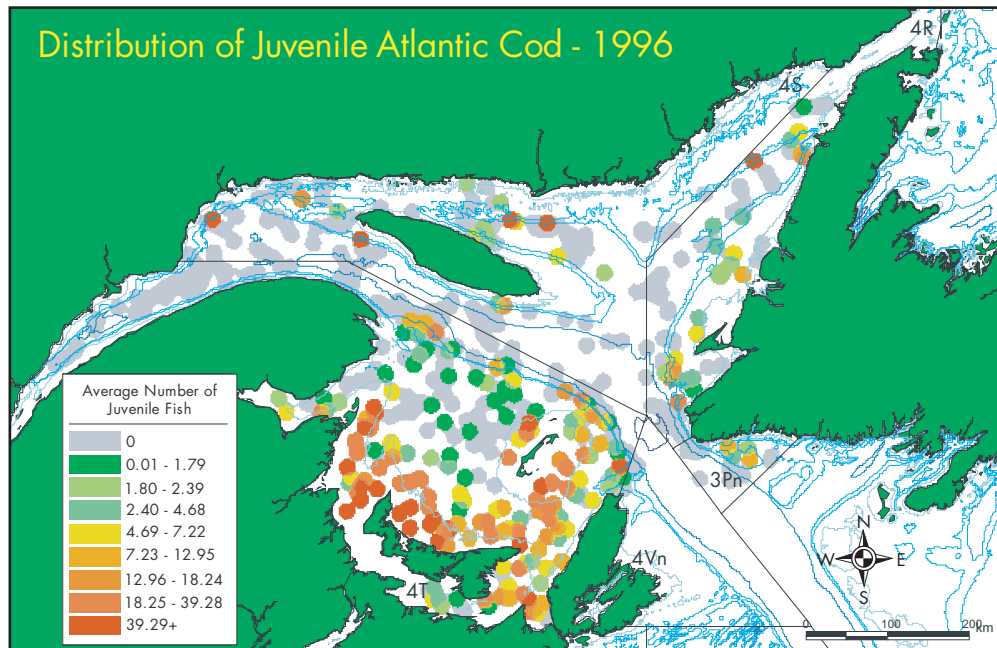 Distribution of Juvenile Atlantic Cod - 1996
4R
4S
Average Number of
Juvenile Fish
0
0.01 - 1.79
1.80 - 2.39
2.40 - 4.68
4.69 - 7.22
7.23 - 12.95
12.96 - 18.24
18.25 - 39.28
39.29+
3Pn
4Vn
4T
N
W E
S
0 100 200 Km